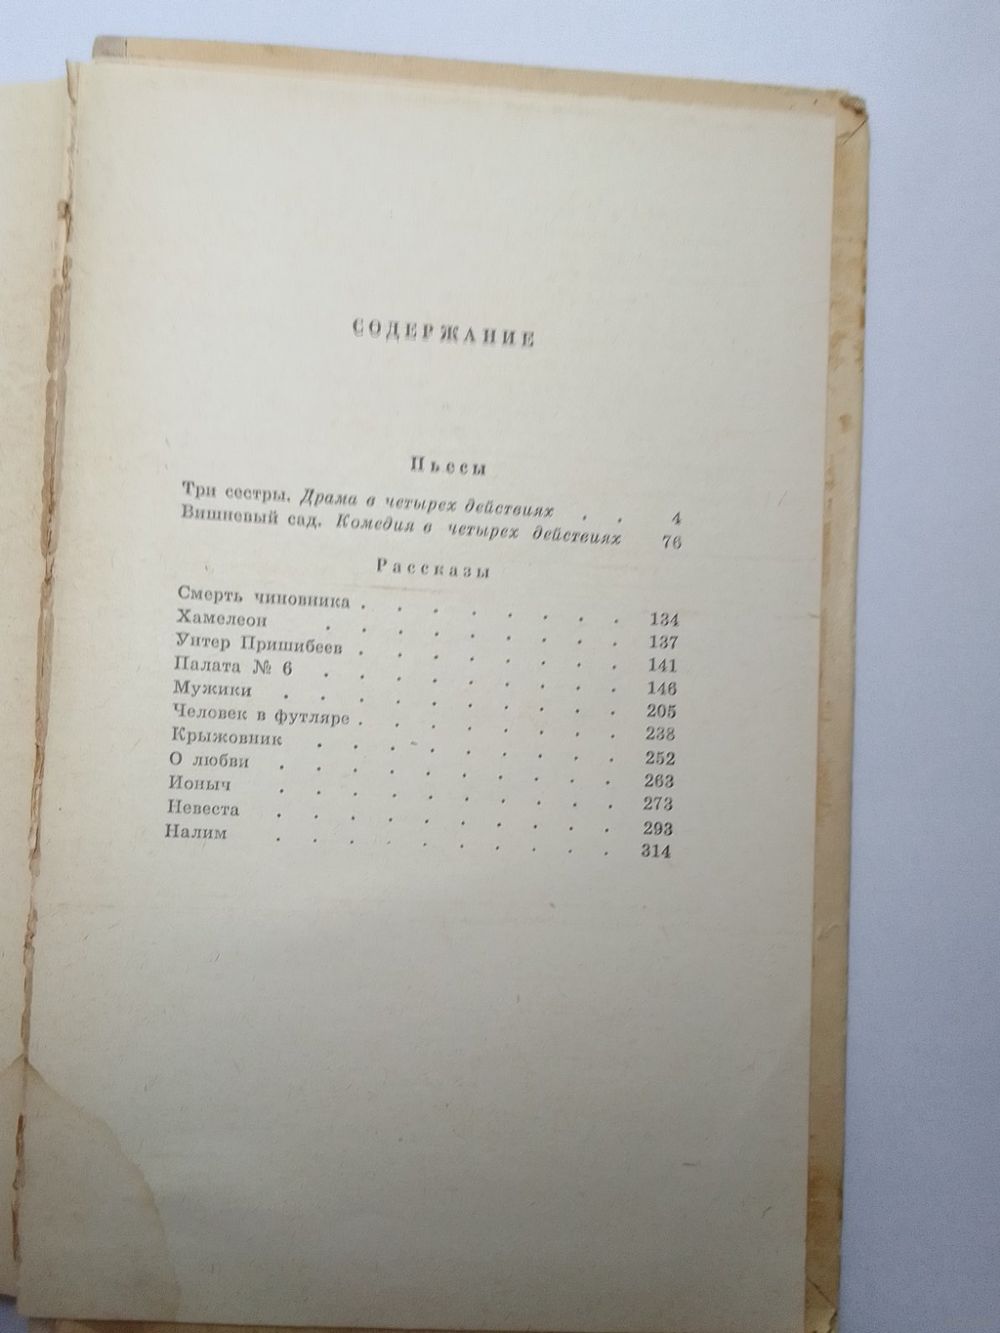 СОДЕРЖАНИЕ
Пьесы
Три сестры. Драма в четырех действиях . . 4
Вишневый сад. Комедия в четырех действиях 76
Рассказы
Смерть чиновника . . . . . . . . 134
Хамелеон . . . . . . . . . 137
Унтер Пришибеев . . . . . . . . 141
Палата № 6 . . . . . . . . . 146
Мужики . . . . . . . . . . 205
Человек в футляре . . . . . . . . 238
Крыжовник . . . . . . . . . 252
О любви . . . . . . . . . . 263
Ионыч . . . . . . . . . . 273
Невеста . . . . . . . . . . 293
Налим . . . . . . . . . . 314